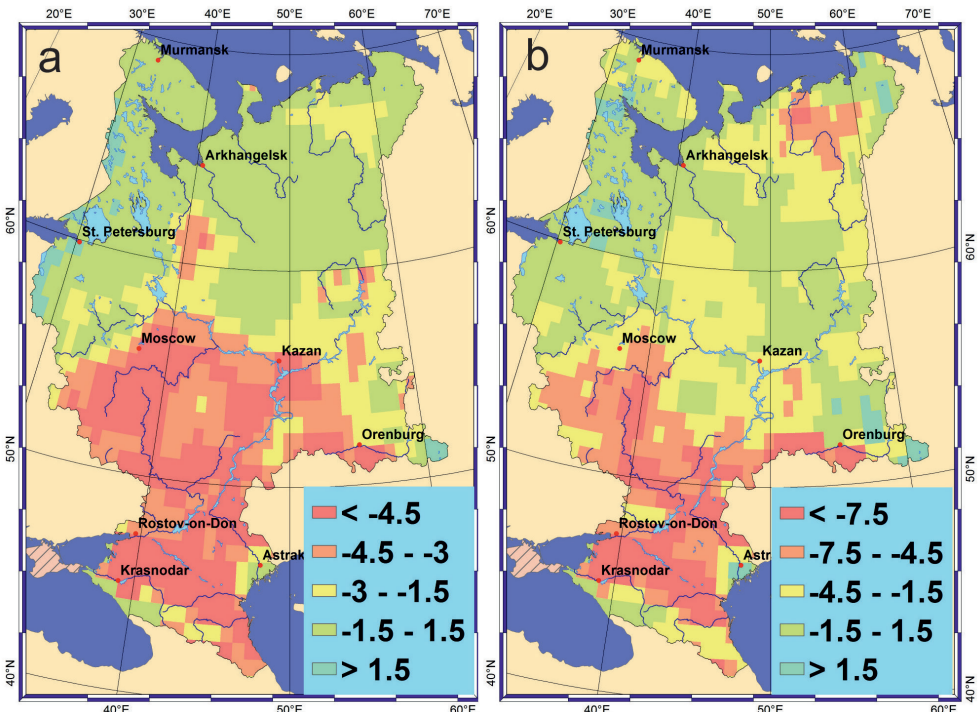 20°E 30°E 40°E 50°E 60°E 70°E
20°E 30°E 40°E 50°E 60°E 70°E
a
Murmansk
Arkhangelsk
St. Petersburg
Moscow
Kazan
Orenburg
Rostov-on-Don
Astrak
Krasnodar
< -4.5
-4.5 - -3
-3 - -1.5
-1.5 - 1.5
> 1.5
60°N
50°N
40°N
60°N
50°N
40°N
40°E 50°E 60°E
b
Murmansk
Arkhangelsk
St. Petersburg
Moscow
Kazan
Orenburg
Rostov-on-Don
Astra
Krasnodar
< -7.5
-7.5 - -4.5
-4.5 - -1.5
-1.5 - 1.5
> 1.5
60°N
50°N
40°N
40°E 50°E 60°E